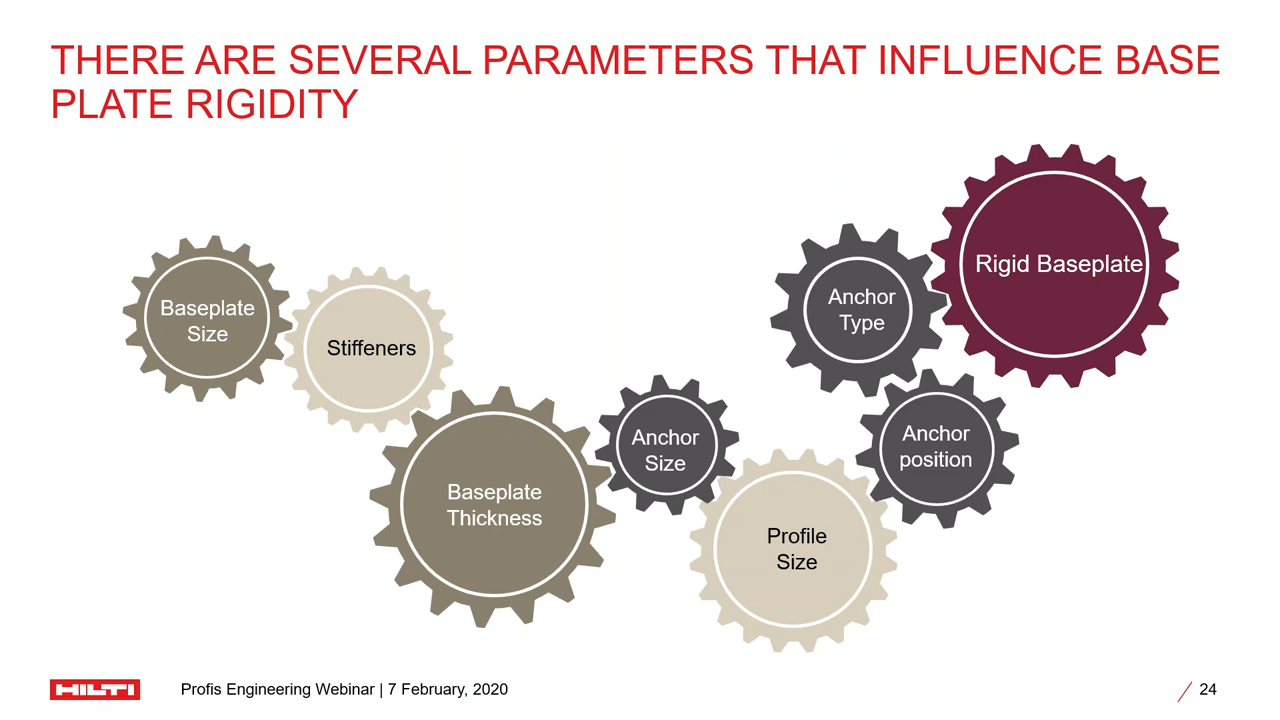 THERE ARE SEVERAL PARAMETERS THAT INFLUENCE BASE
PLATE RIGIDITY
Baseplate
Size
Stiffeners
Baseplate
Thickness
Anchor
Size
Profile
Size
Anchor
position
Anchor
Type
Rigid Baseplate
HILTI
Profis Engineering Webinar | 7 February, 2020
24